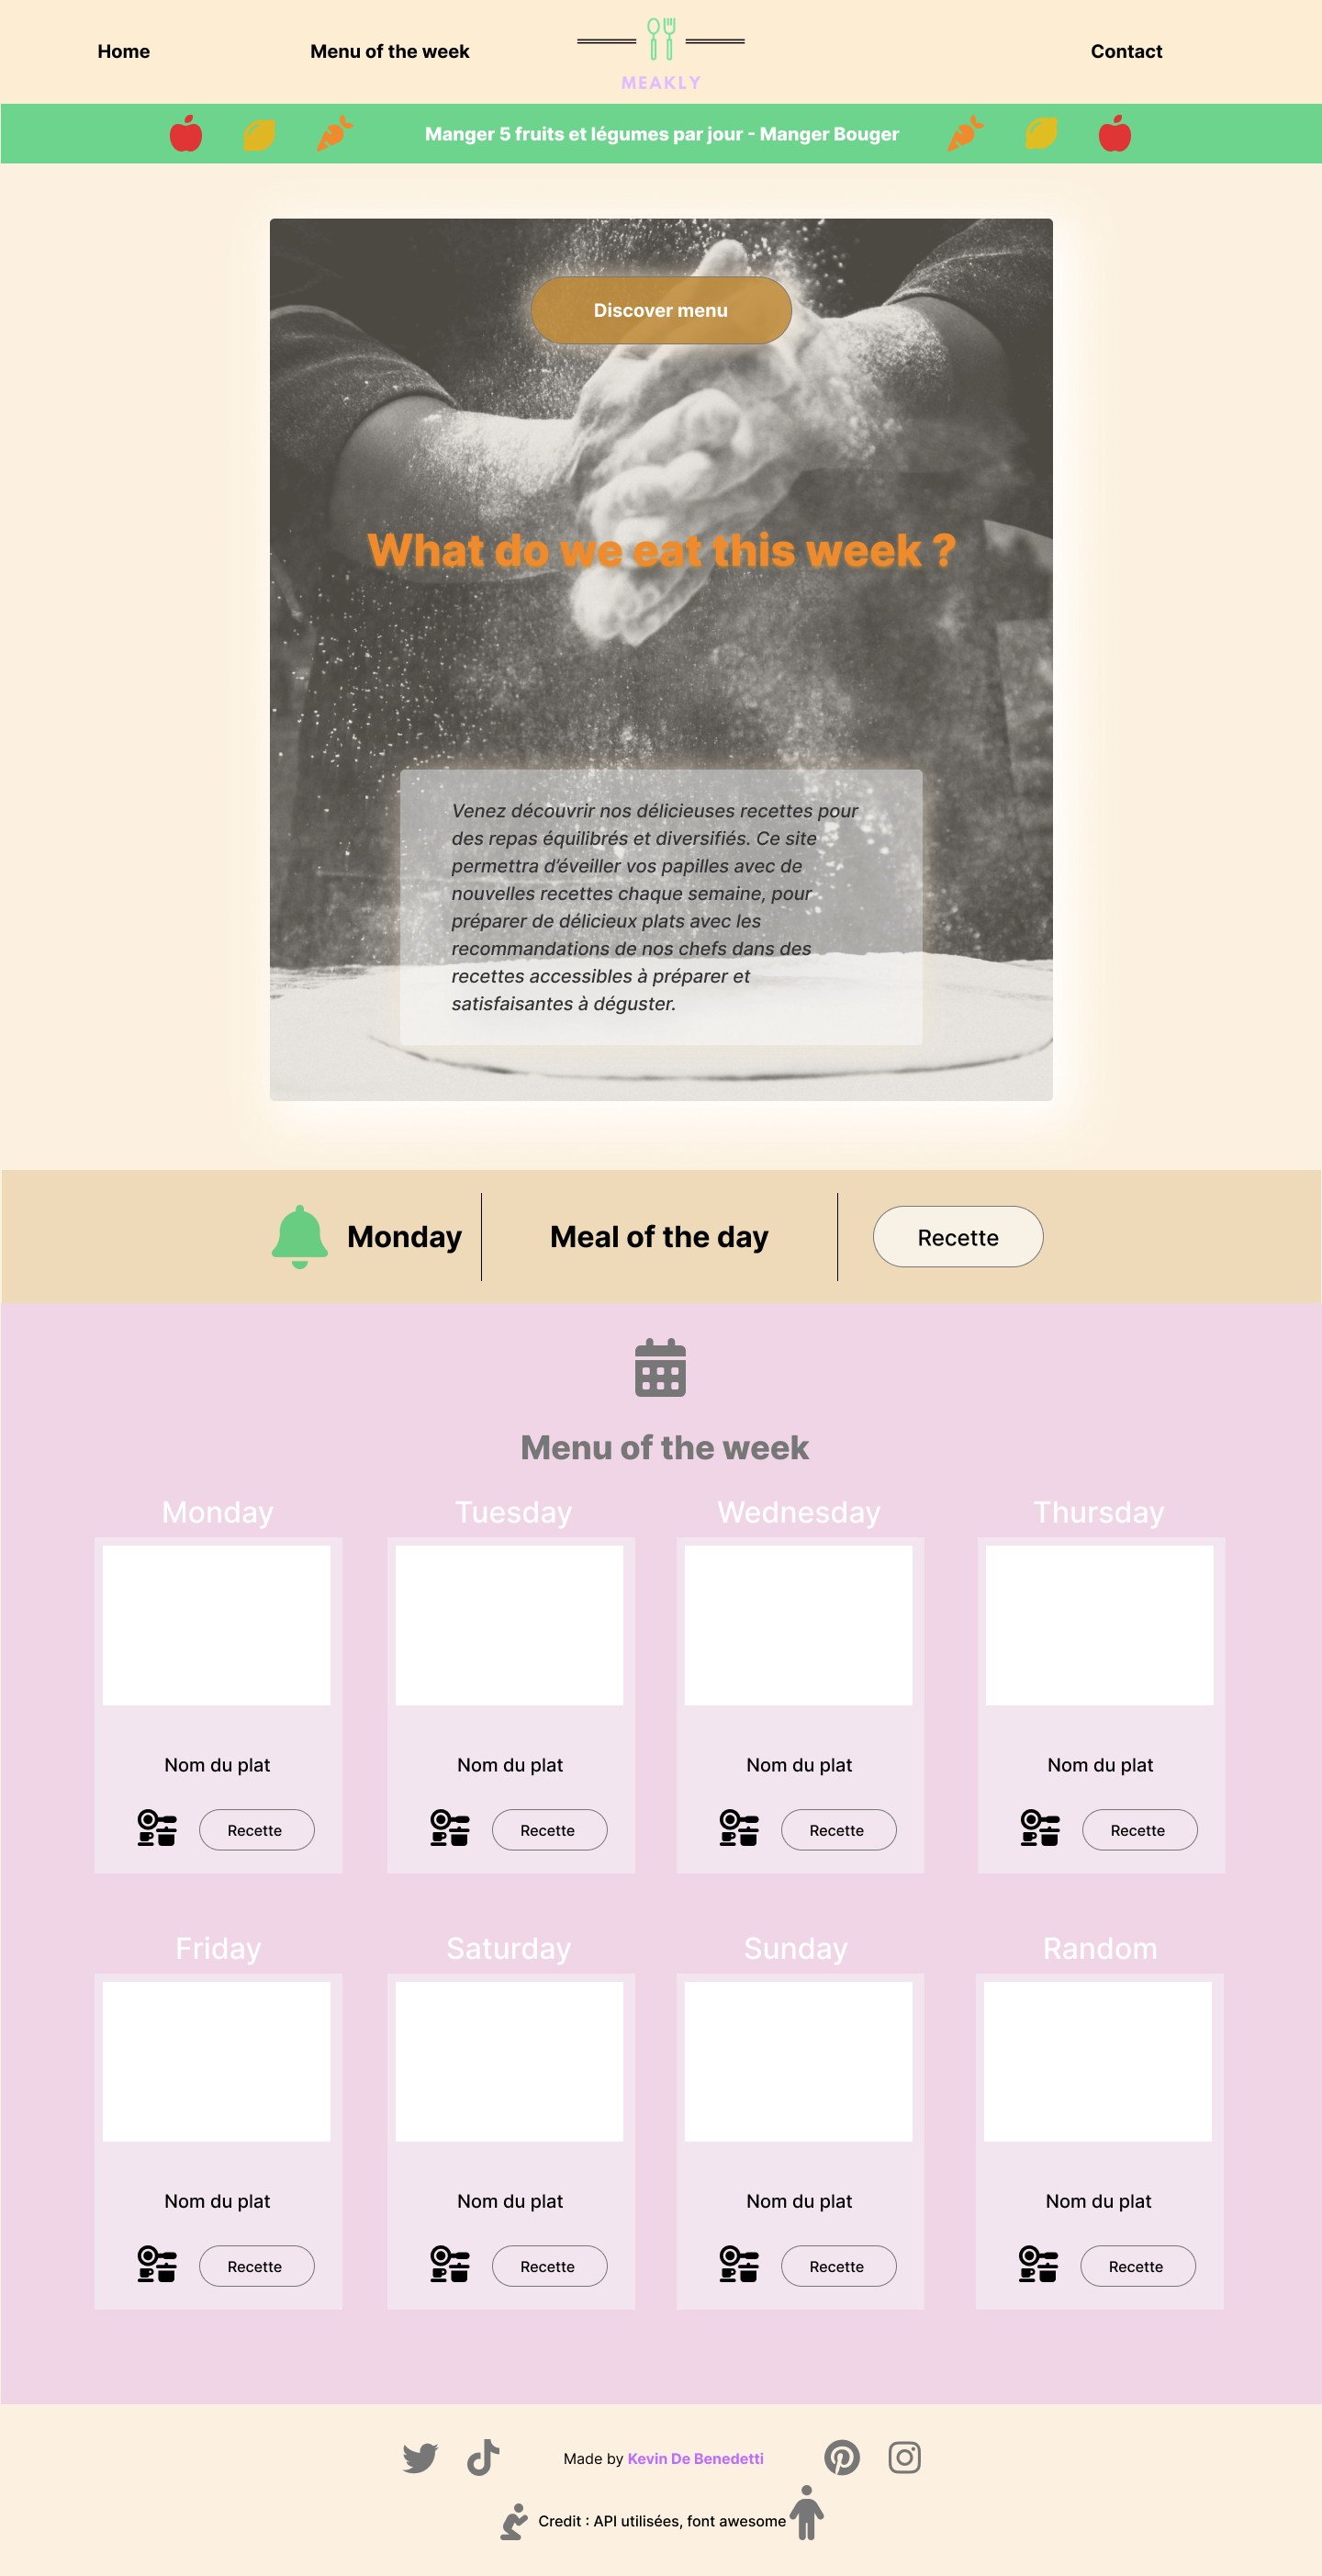 Home
Menu of the week
MEAKLY
Contact
Manger 5 fruits et légumes par jour - Manger Bouger
Discover menu
What do we eat this week ?
Venez découvrir nos délicieuses recettes pour
des repas équilibrés et diversifiés. Ce site
permettra d'éveiller vos papilles avec de
nouvelles recettes chaque semaine, pour
préparer de délicieux plats avec les
recommandations de nos chefs dans des
recettes accessibles à préparer et
satisfaisantes à déguster.
Monday
Meal of the day
Recette
Menu of the week
Monday
Tuesday
Wednesday
Thursday
Nom du plat
Nom du plat
Nom du plat
Nom du plat
Recette
Recette
Recette
Recette
Friday
Saturday
Sunday
Random
Nom du plat
Nom du plat
Nom du plat
Nom du plat
Recette
Recette
Recette
Recette
Made by Kevin De Benedetti
Credit : API utilisées, font awesome